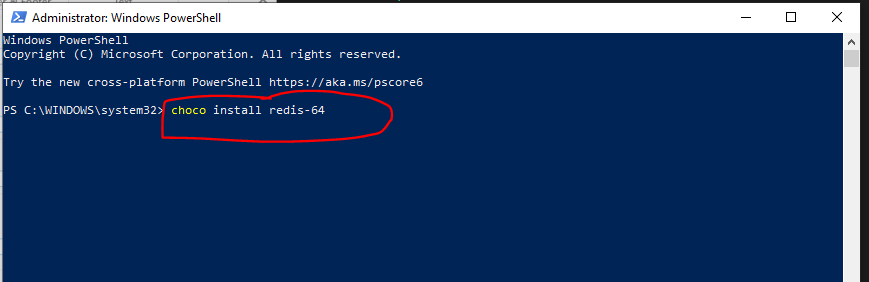 Administrator: Windows PowerShell
Windows PowerShell
Copyright (C) Microsoft Corporation. All rights reserved.
Try the new cross-platform PowerShell https://aka.ms/pscore6
PS C:\WINDOWS\system32> choco install redis-64